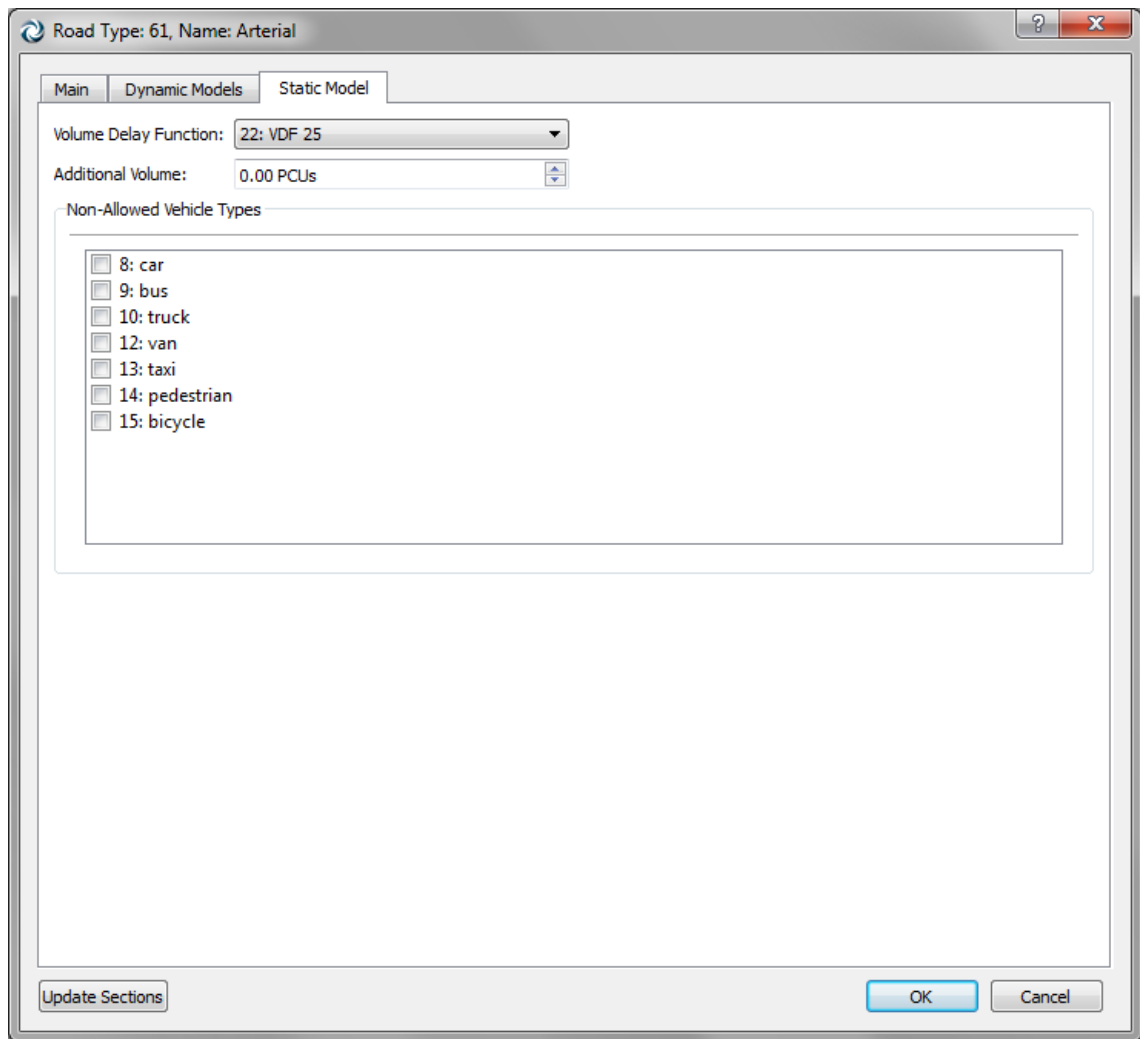 Road Type: 61, Name: Arterial
Main Dynamic Models Static Model
Volume Delay Function: 22: VDF 25
Additional Volume: 0.00 PCUs
Non-Allowed Vehicle Types
8: car
9: bus
10: truck
12: van
13: taxi
14: pedestrian
15: bicycle
Update Sections OK Cancel